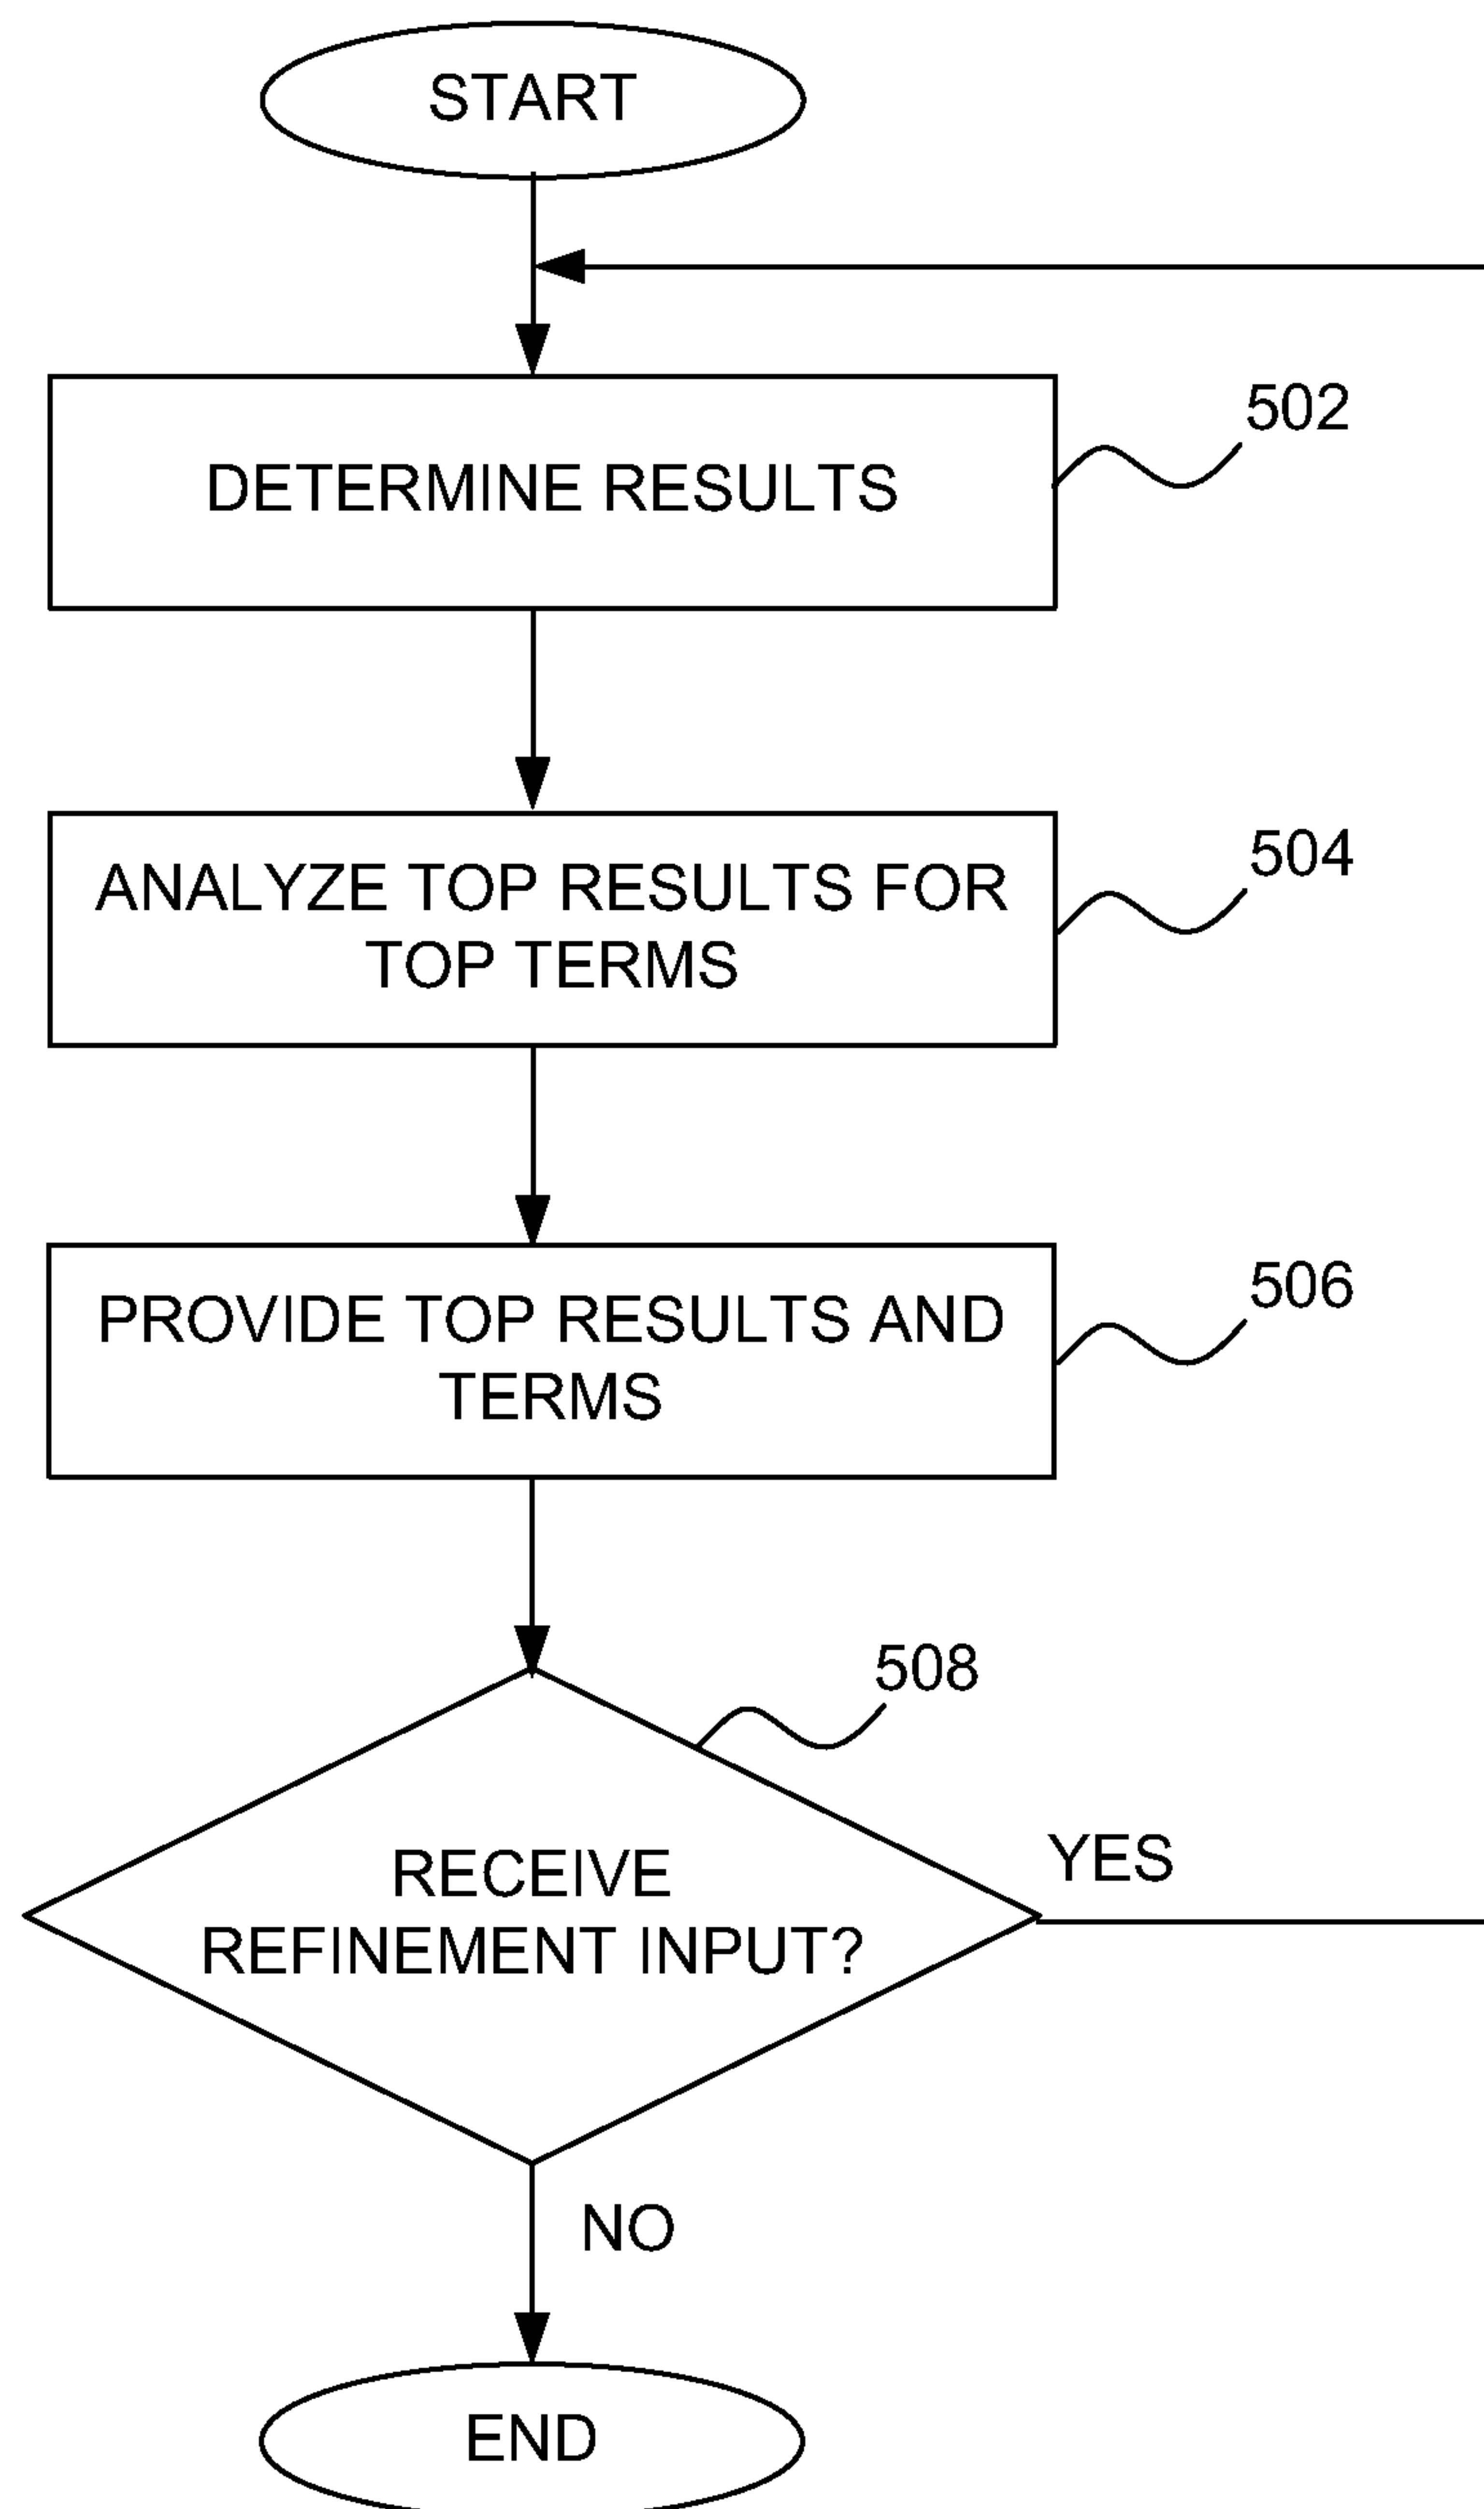 START
DETERMINE RESULTS
502
ANALYZE TOP RESULTS FOR
TOP TERMS
504
PROVIDE TOP RESULTS AND
TERMS
506
508
RECEIVE
REFINEMENT INPUT?
YES
NO
END